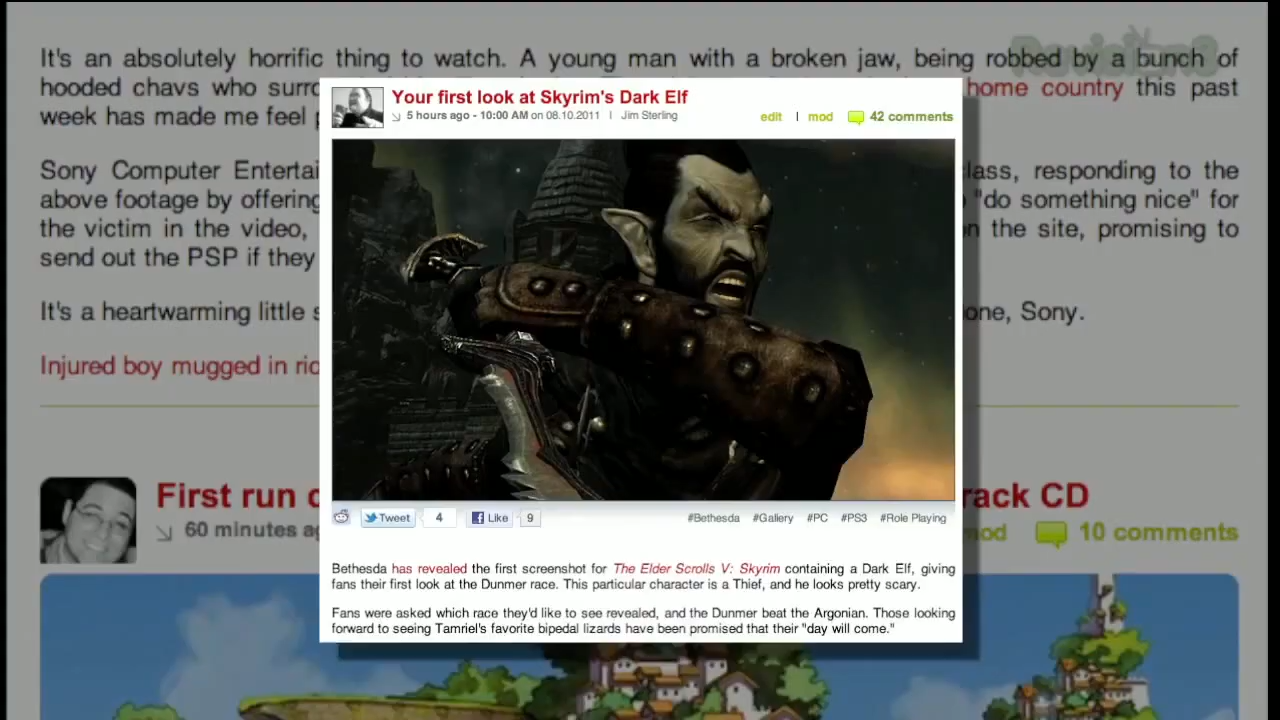 It's an absolutely horrific thing to watch. A young man with a broken jaw, being robbed by a bunch of
Revision3
hooded chavs who surro
home country this past
week has made me feel p
Sony Computer Entertai
lass, responding to the
above footage by offering
"do something nice" for
the victim in the video,
n the site, promising to
send out the PSP if they
It's a heartwarming little s
one, Sony.
Injured boy mugged in rio
Your first look at Skyrim's Dark Elf
5 hours ago - 10:00 AM on 08.10.2011 | Jim Sterling
edit | mod 42 comments
Tweet 4 Like 9 #Bethesda #Gallery #PC #PS3 #Role Playing
Bethesda has revealed the first screenshot for The Elder Scrolls V: Skyrim containing a Dark Elf, giving
fans their first look at the Dunmer race. This particular character is a Thief, and he looks pretty scary.
Fans were asked which race they'd like to see revealed, and the Dunmer beat the Argonian. Those looking
forward to seeing Tamriel's favorite bipedal lizards have been promised that their "day will come."
First run o
rack CD
60 minutes ag
mod 10 comments